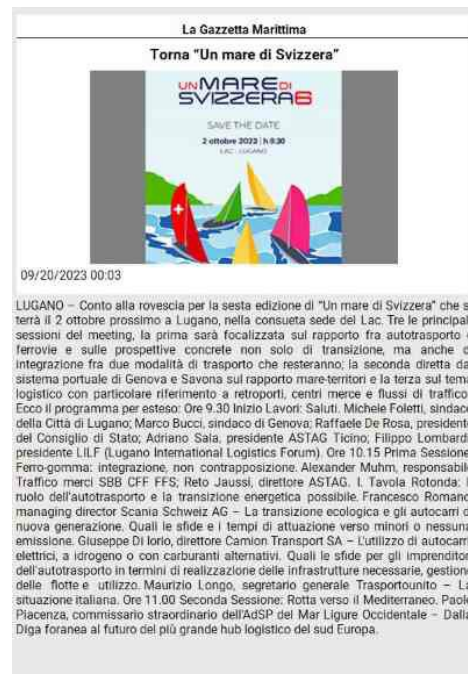 La Gazzetta Marittima
Torna "Un mare di Svizzera"
UN MARE DI
SVIZZERA6
SAVE THE DATE
2 ottobre 2023 | h 9.30
LAC - LUGANO
09/20/2023 00:03
LUGANO – Conto alla rovescia per la sesta edizione di "Un mare di Svizzera" che s
terrà il 2 ottobre prossimo a Lugano, nella consueta sede del Lac. Tre le principal
sessioni del meeting, la prima sarà focalizzata sul rapporto fra autotrasporto
ferrovie e sulle prospettive concrete non solo di transizione, ma anche d
integrazione fra due modalità di trasporto che resteranno; la seconda diretta da
sistema portuale di Genova e Savona sul rapporto mare-territori e la terza sul tem
logistico con particolare riferimento a retroporti, centri merce e flussi di traffico
Ecco il programma per esteso: Ore 9.30 Inizio Lavori: Saluti. Michele Foletti, sindac
della Città di Lugano; Marco Bucci, sindaco di Genova; Raffaele De Rosa, president
del Consiglio di Stato; Adriano Sala, presidente ASTAG Ticino; Filippo Lombard
presidente LILF (Lugano International Logistics Forum). Ore 10.15 Prima Sessione
Ferro-gomma: integrazione, non contrapposizione. Alexander Muhm, responsabil
Traffico merci SBB CFF FFS; Reto Jaussi, direttore ASTAG. I. Tavola Rotonda: I
ruolo dell'autotrasporto e la transizione energetica possibile. Francesco Romano
managing director Scania Schweiz AG – La transizione ecologica e gli autocarri d
nuova generazione. Quali le sfide e i tempi di attuazione verso minori o nessun
emissione. Giuseppe Di Iorio, direttore Camion Transport SA – L'utilizzo di autocarr
elettrici, a idrogeno o con carburanti alternativi. Quali le sfide per gli imprenditor
dell'autotrasporto in termini di realizzazione delle infrastrutture necessarie, gestion
delle flotte e utilizzo. Maurizio Longo, segretario generale Trasportounito – L
situazione italiana. Ore 11.00 Seconda Sessione: Rotta verso il Mediterraneo. Paol
Piacenza, commissario straordinario dell'AdSP del Mar Ligure Occidentale – Dall
Diga foranea al futuro del più grande hub logistico del sud Europa.